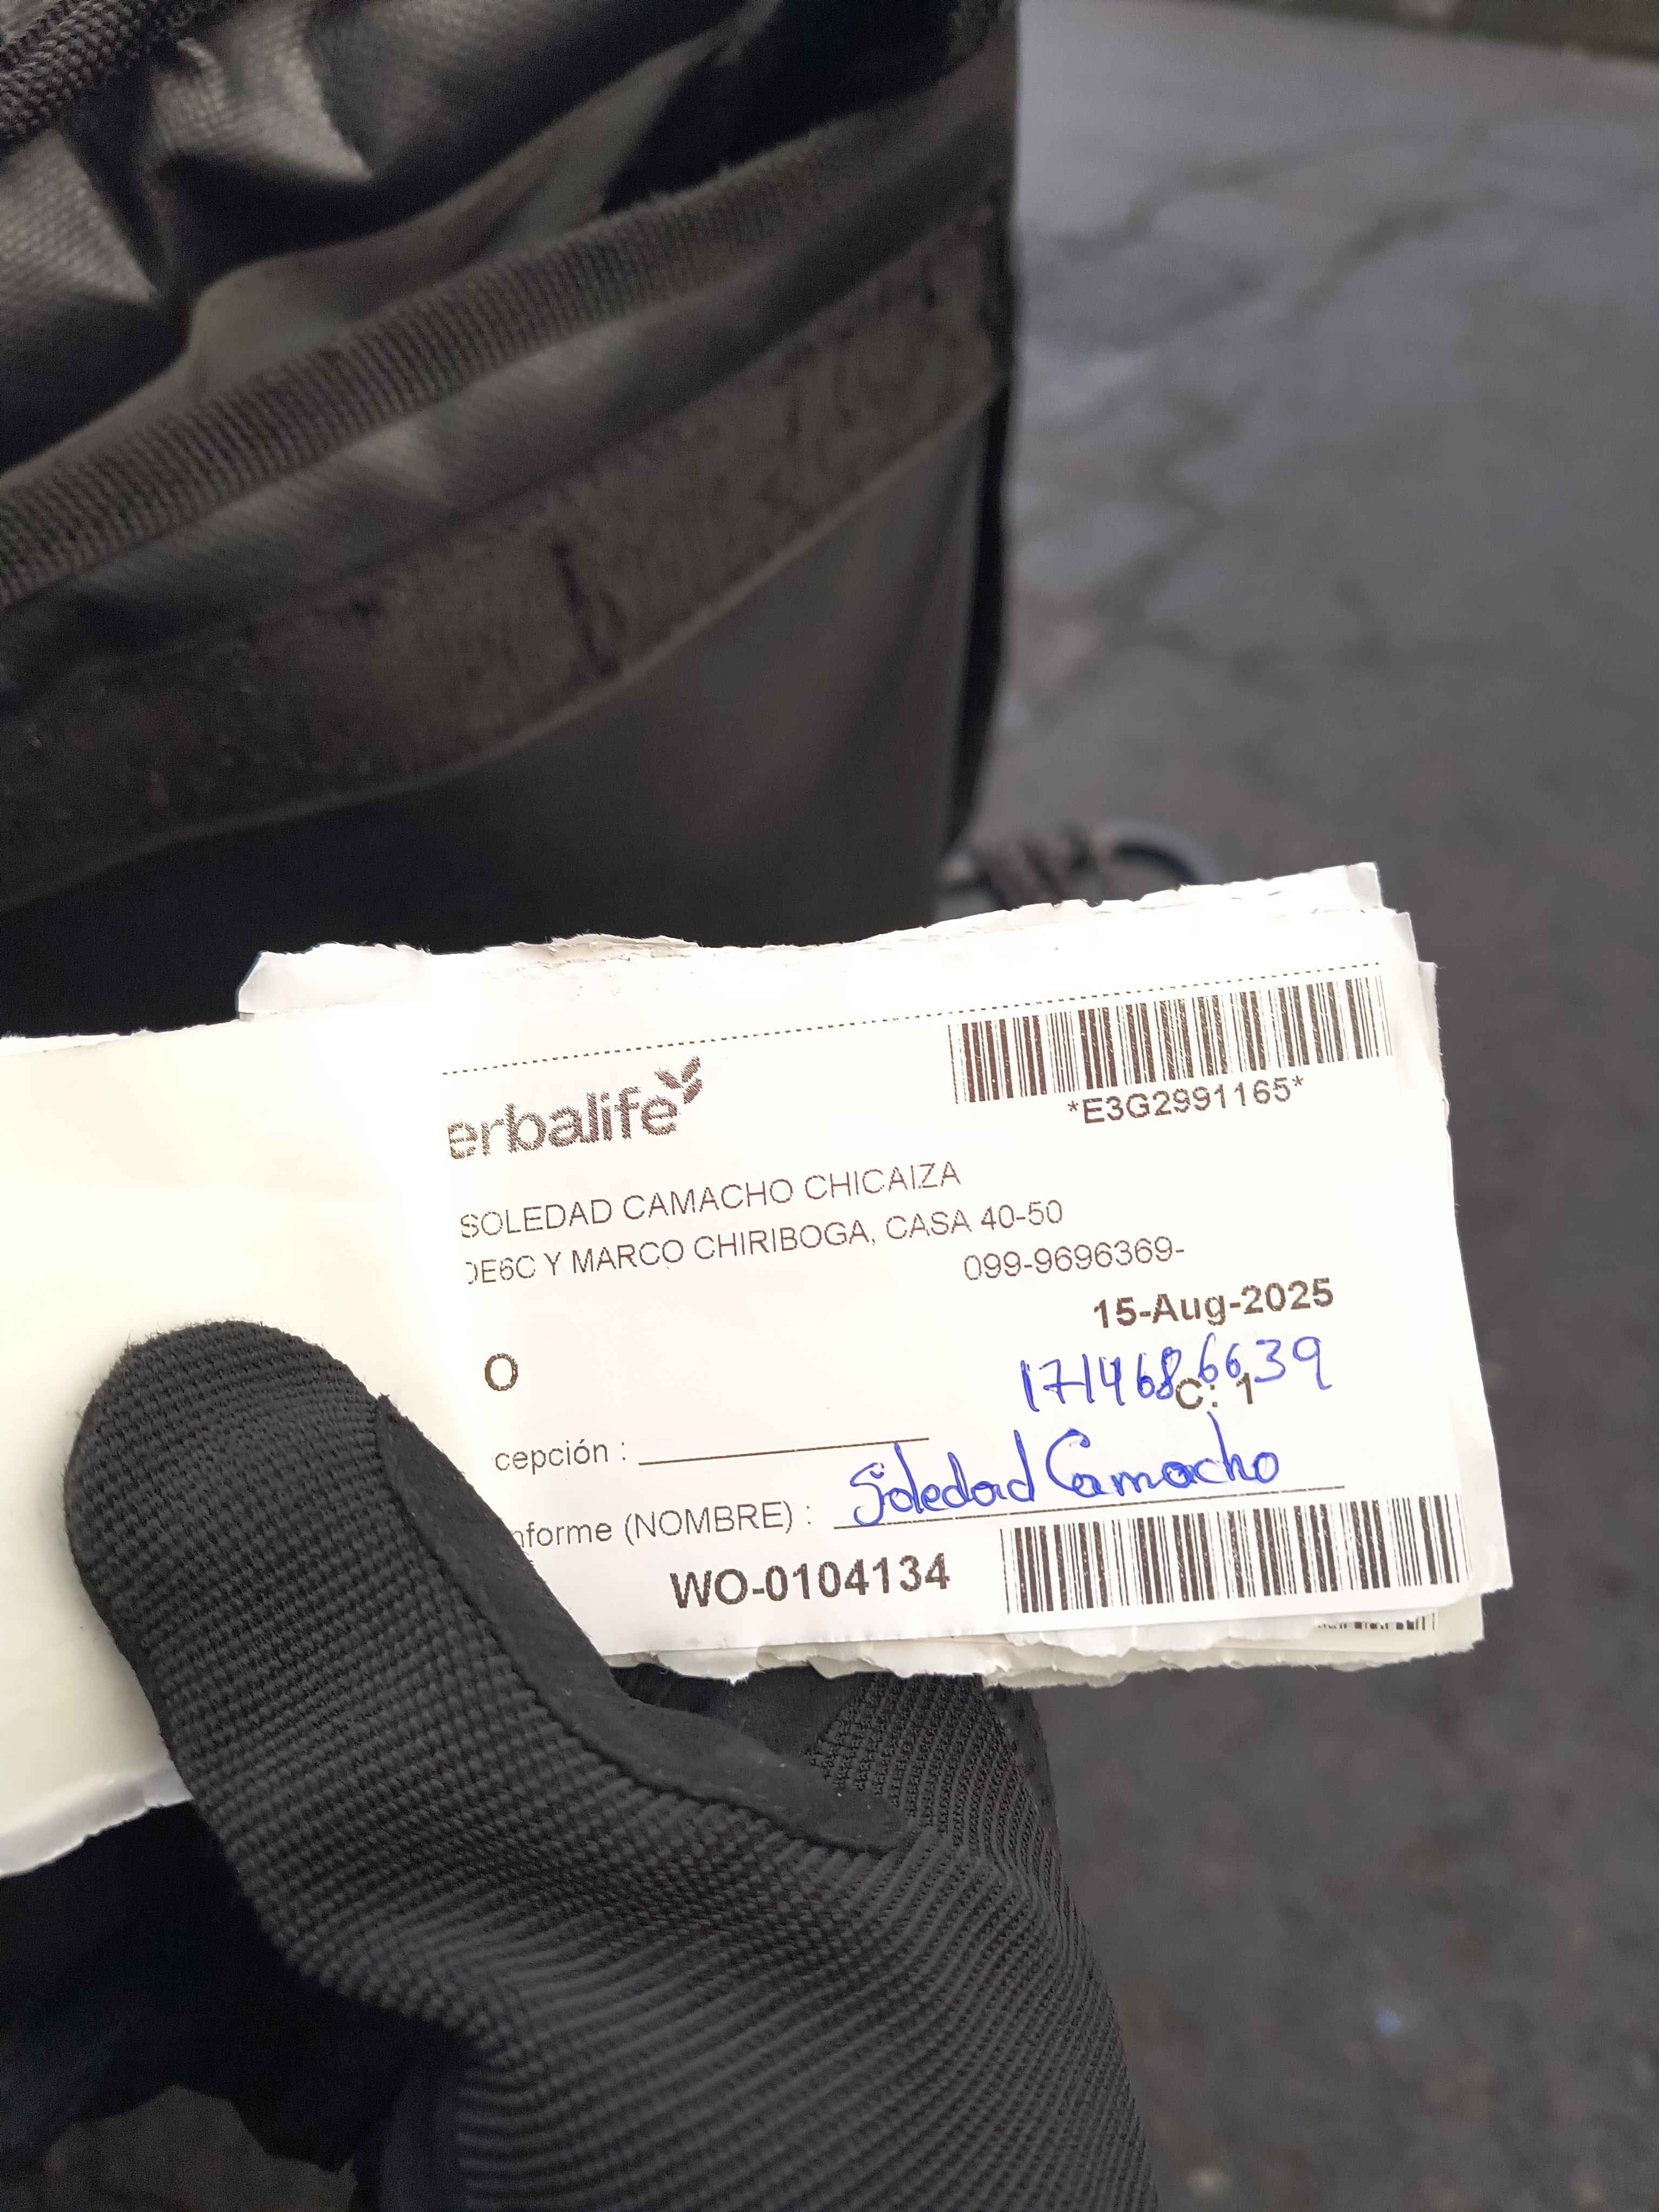 erbalife
*E3G2991165*
SOLEDAD CAMACHO CHICAIZA
DE6C Y MARCO CHIRIBOGA, CASA 40-50
099-9696369-
15-Aug-2025
O
1714686639
C: 1
cepción :
Soledad Camacho
nforme (NOMBRE) :
WO-0104134